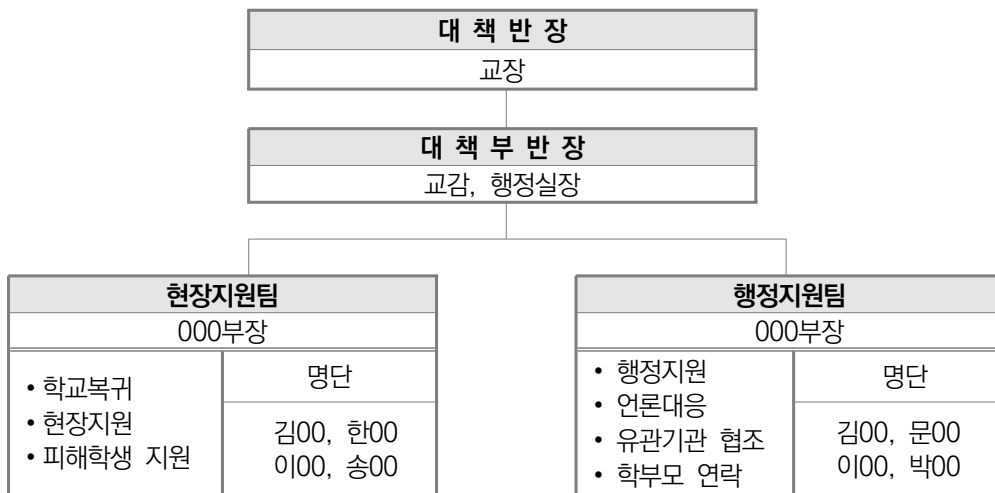 대 책 반 장
교장
대 책 부 반 장
교감, 행정실장
현장지원팀
000부장
• 학교복귀
• 현장지원
• 피해학생 지원
명단
김00, 한00
이00, 송00
행정지원팀
000부장
• 행정지원
• 언론대응
• 유관기관 협조
• 학부모 연락
명단
김00, 문00
이00, 박00